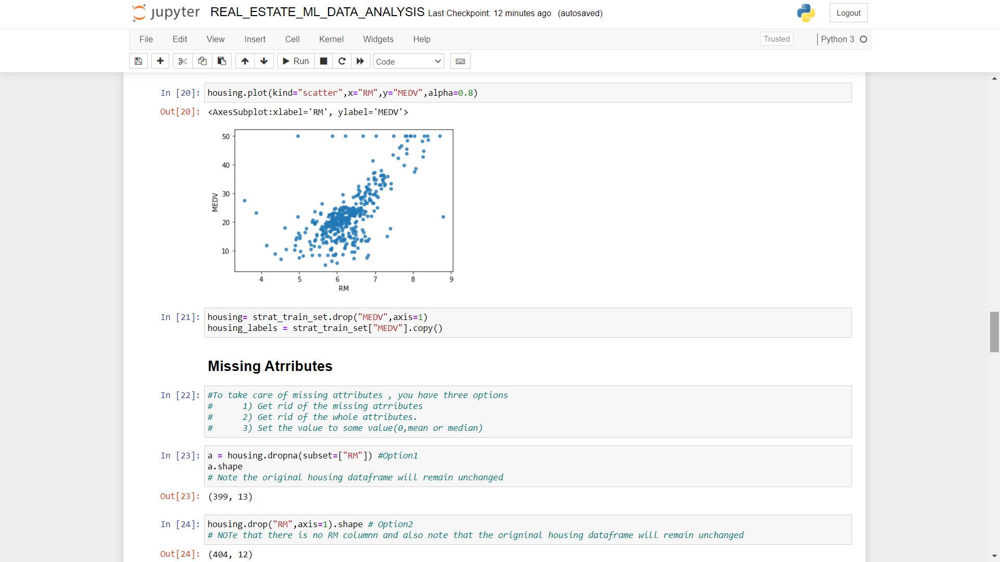 jupyter REAL_ESTATE_ML_DATA_ANALYSIS Last Checkpoint: 12 minutes ago (autosaved)
Logout
File Edit View Insert Cell Kernel Widgets Help
Trusted
Python 3
Run
Code
In [20]: housing.plot(kind="scatter",x="RM",y="MEDV",alpha=0.8)
Out[20]: <AxesSubplot:xlabel='RM', ylabel='MEDV'>
50
40
30
20
10
MEDV
4 5 6 7 8 9
RM
In [21]: housing= strat_train_set.drop("MEDV",axis=1)
housing_labels = strat_train_set["MEDV"].copy()
Missing Atrributes
In [22]: #To take care of missing attributes , you have three options
# 1) Get rid of the missing atrributes
# 2) Get rid of the whole attributes.
# 3) Set the value to some value(0,mean or median)
In [23]: a = housing.dropna(subset=["RM"]) #Option1
a.shape
# Note the original housing dataframe will remain unchanged
Out[23]: (399, 13)
In [24]: housing.drop("RM",axis=1).shape # Option2
# NOTe that there is no RM columnn and also note that the origninal housing dataframe will remain unchanged
Out[24]: (404, 12)